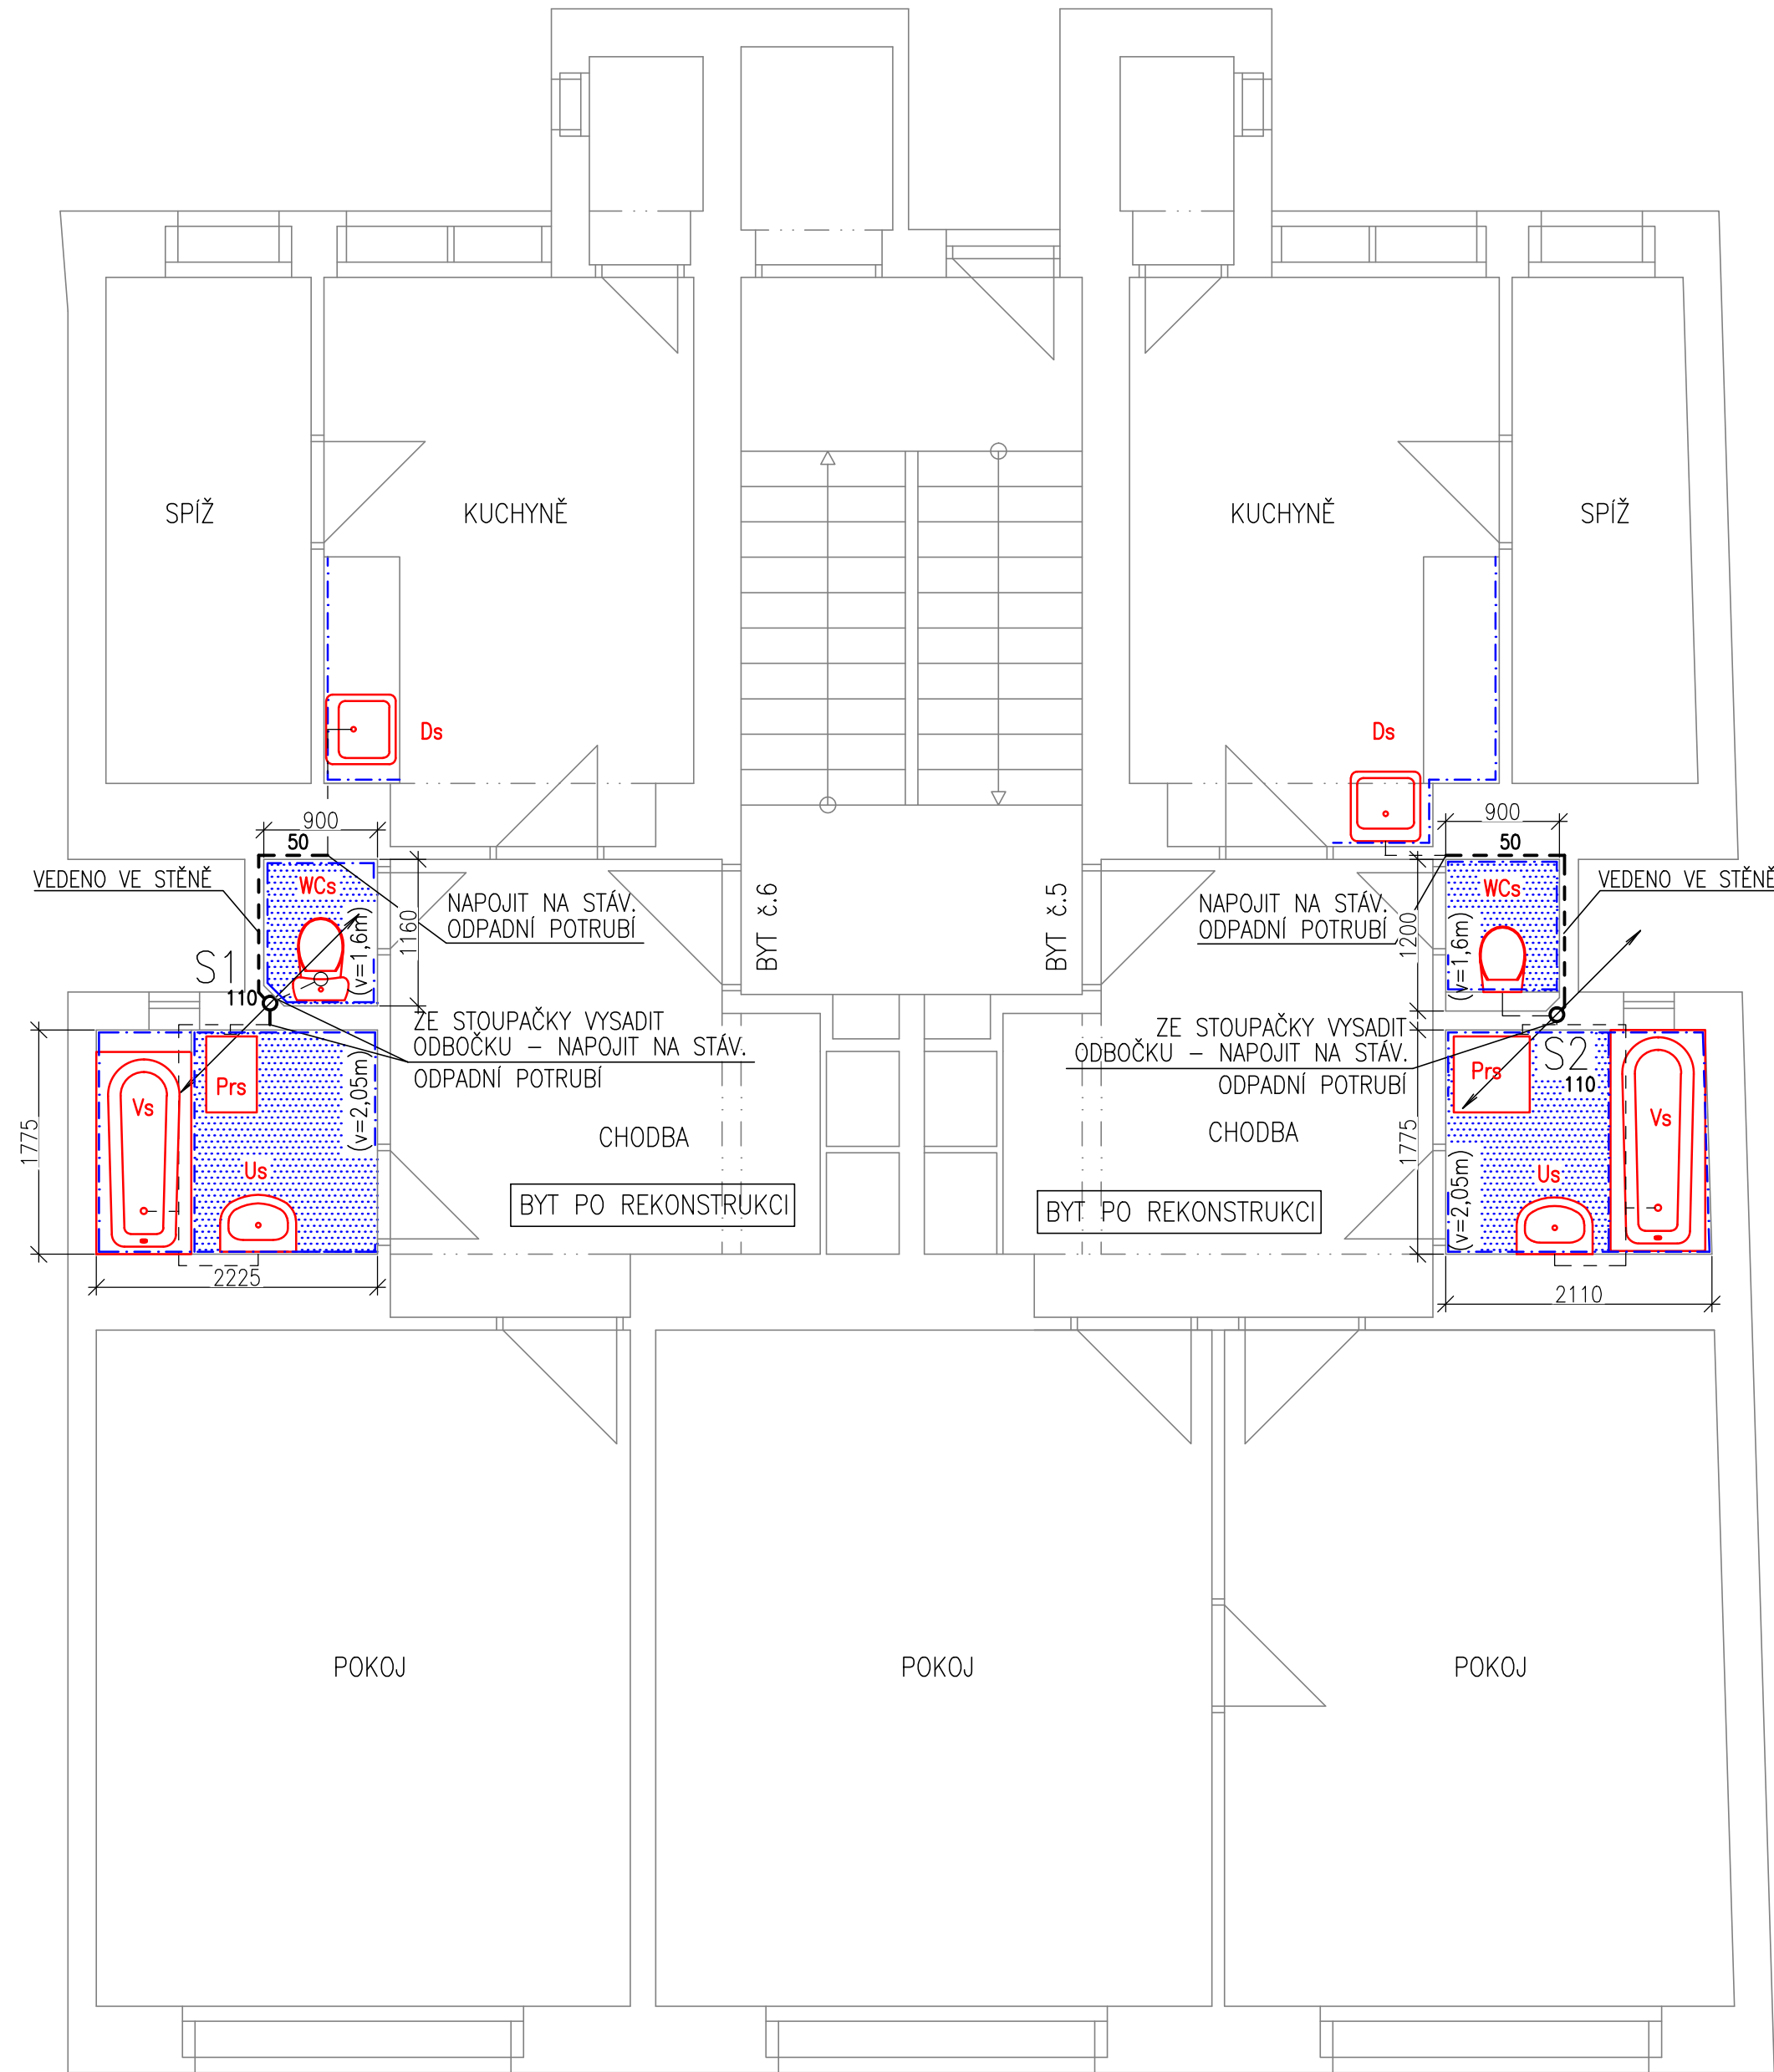 SPÍŽ
KUCHYNĚ
KUCHYNĚ
SPÍŽ
Ds
Ds
900
50
900
50
VEDENO VE STĚNĚ
WCs
(v=1,6m)
1160
NAPOJIT NA STÁV.
ODPADNÍ POTRUBÍ
BYT č.6
BYT č.5
NAPOJIT NA STÁV.
ODPADNÍ POTRUBÍ
1200
(v=1,6m)
WCs
VEDENO VE STĚNĚ
S1
110
ZE STOUPAČKY VYSADIT
ODBOČKU – NAPOJIT NA STÁV.
ODPADNÍ POTRUBÍ
ZE STOUPAČKY VYSADIT
ODBOČKU – NAPOJIT NA STÁV.
ODPADNÍ POTRUBÍ
S2
110
1775
Vs
Prs
Us
(v=2,05m)
CHODBA
CHODBA
1775
(v=2,05m)
Prs
Us
Vs
BYT PO REKONSTRUKCI
BYT PO REKONSTRUKCI
2225
2110
POKOJ
POKOJ
POKOJ